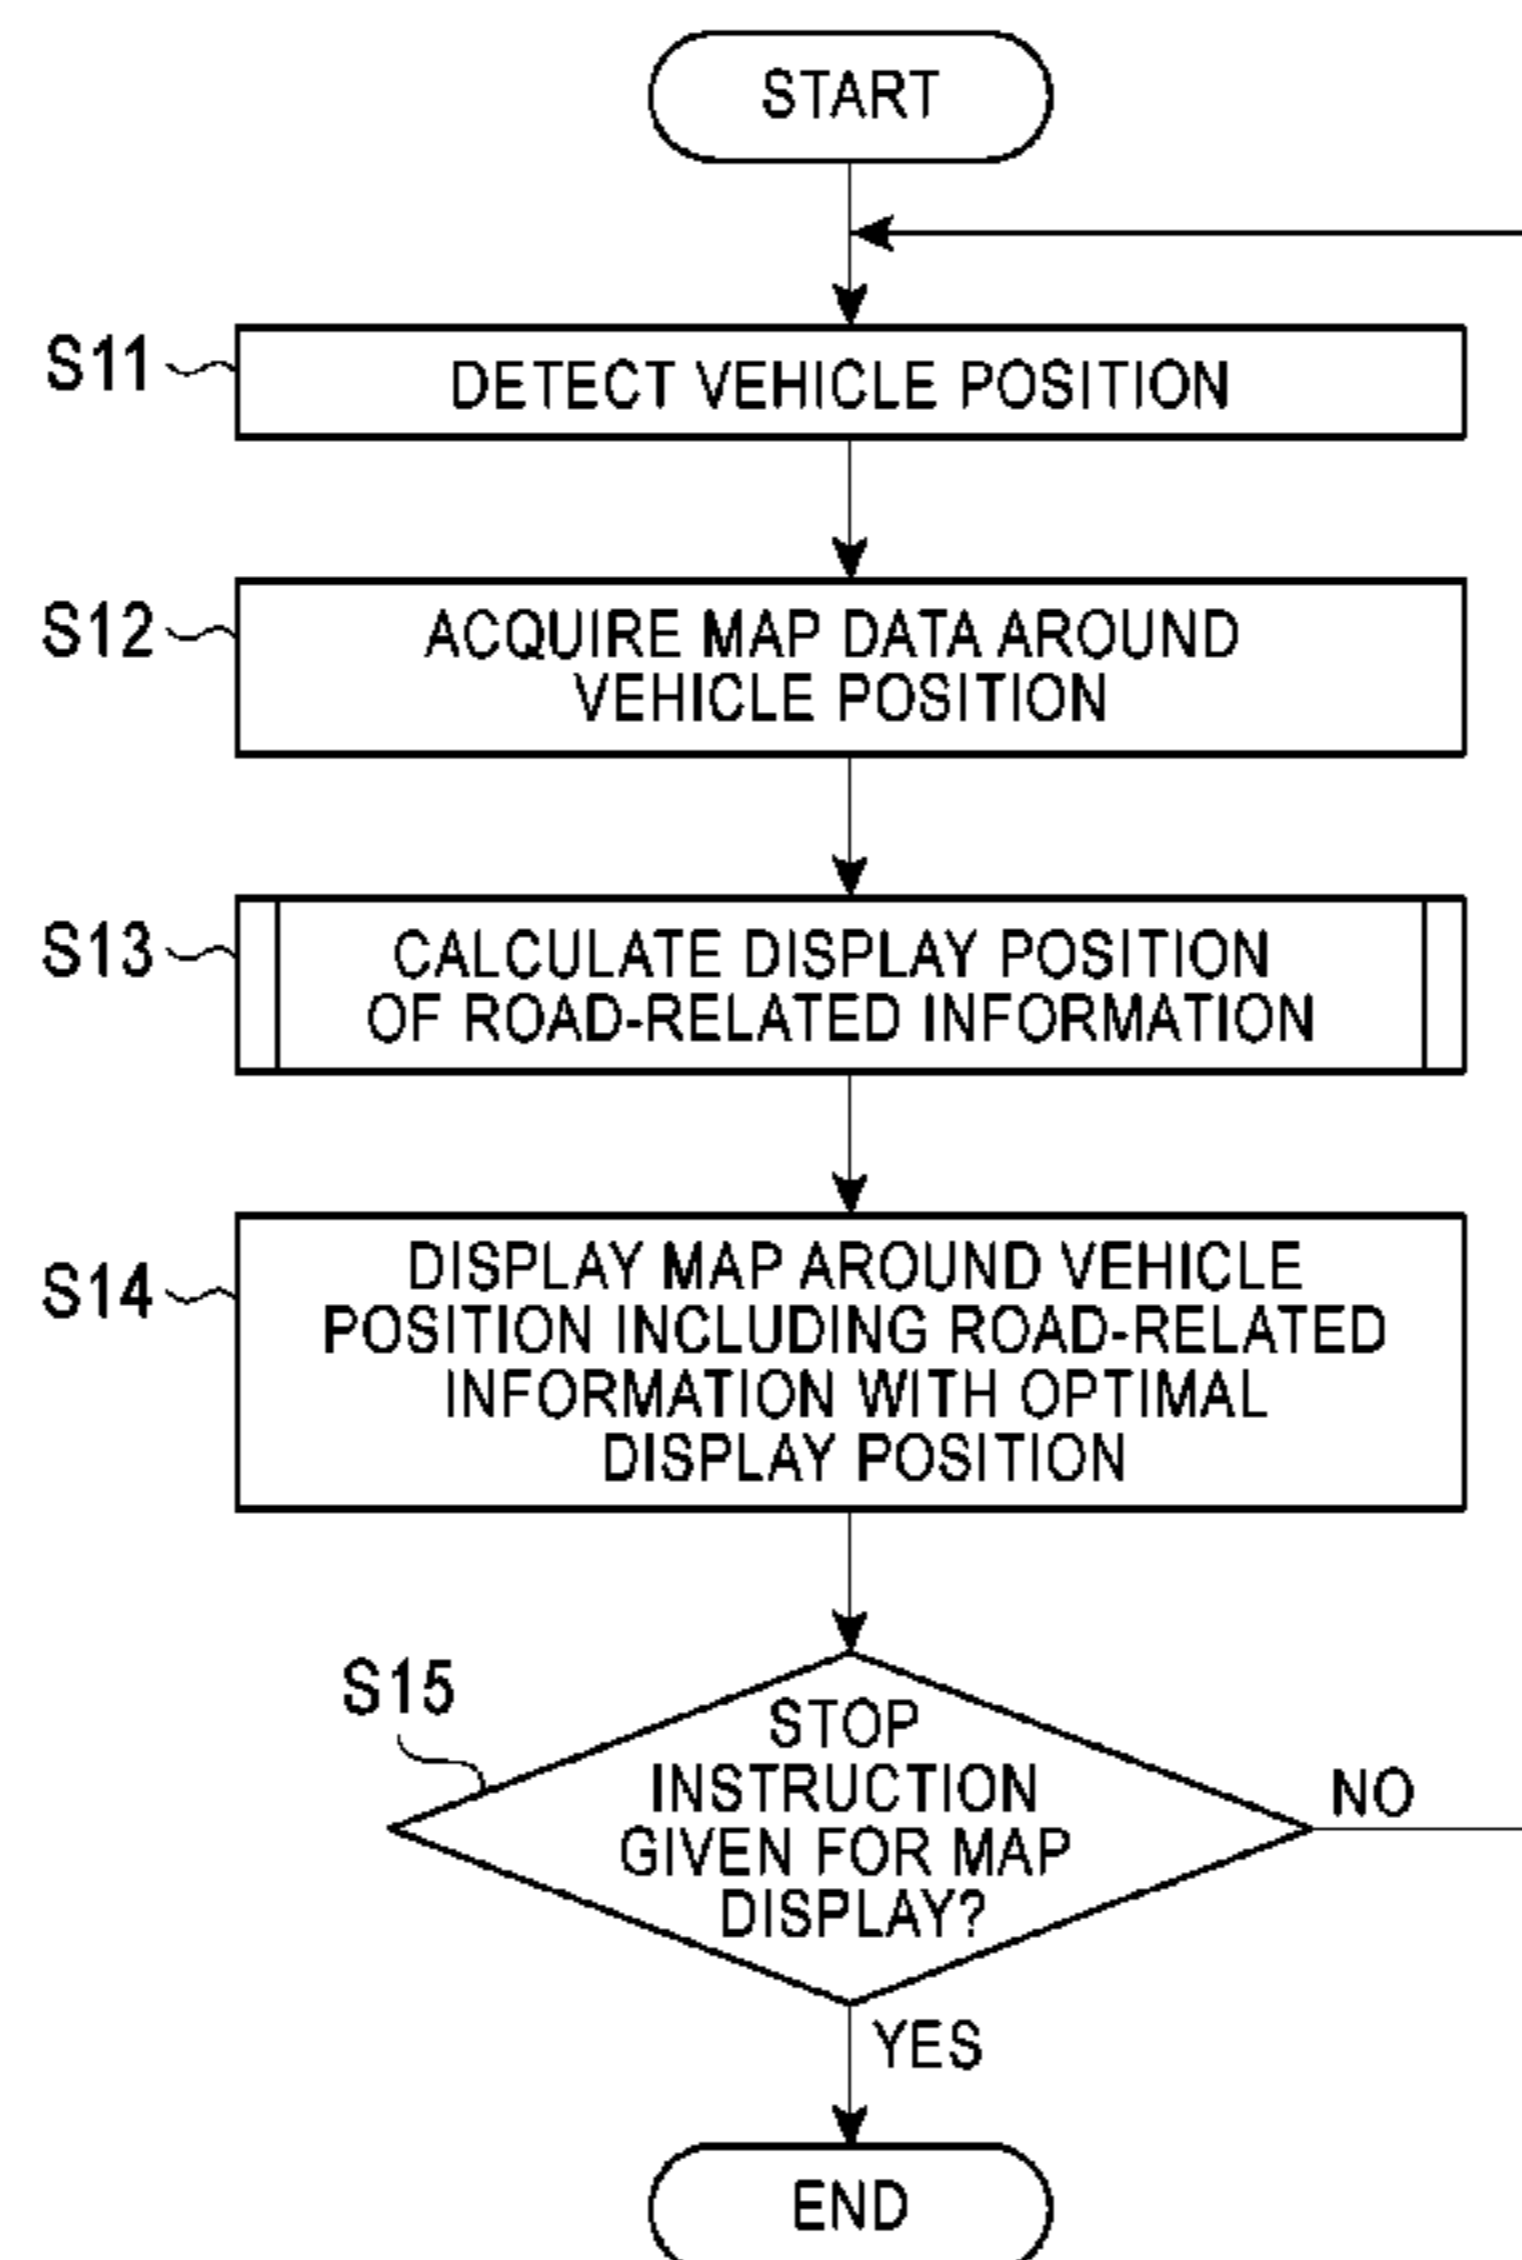 START
S11
DETECT VEHICLE POSITION
S12
ACQUIRE MAP DATA AROUND
VEHICLE POSITION
S13
CALCULATE DISPLAY POSITION
OF ROAD-RELATED INFORMATION
S14
DISPLAY MAP AROUND VEHICLE
POSITION INCLUDING ROAD-RELATED
INFORMATION WITH OPTIMAL
DISPLAY POSITION
S15
STOP
INSTRUCTION
GIVEN FOR MAP
DISPLAY?
NO
YES
END